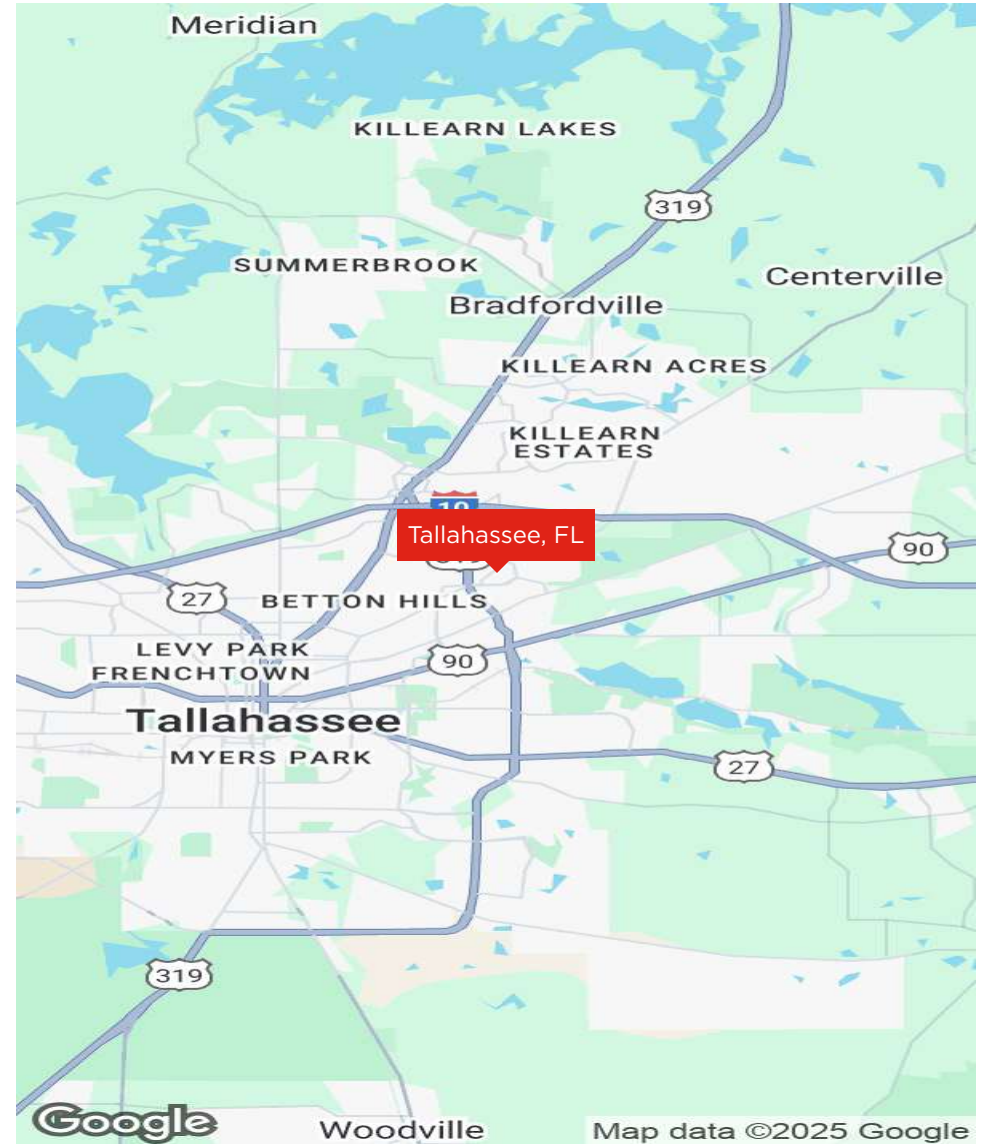 Meridian
KILLEARN LAKES
319
SUMMERBROOK
Centerville
Bradfordville
KILLEARN ACRES
KILLEARN
ESTATES
10
Tallahassee, FL
319
90
27
BETTON HILLS
LEVY PARK
90
FRENCHTOWN
Tallahassee
MYERS PARK
27
319
Google
Woodville
Map data ©2025 Google